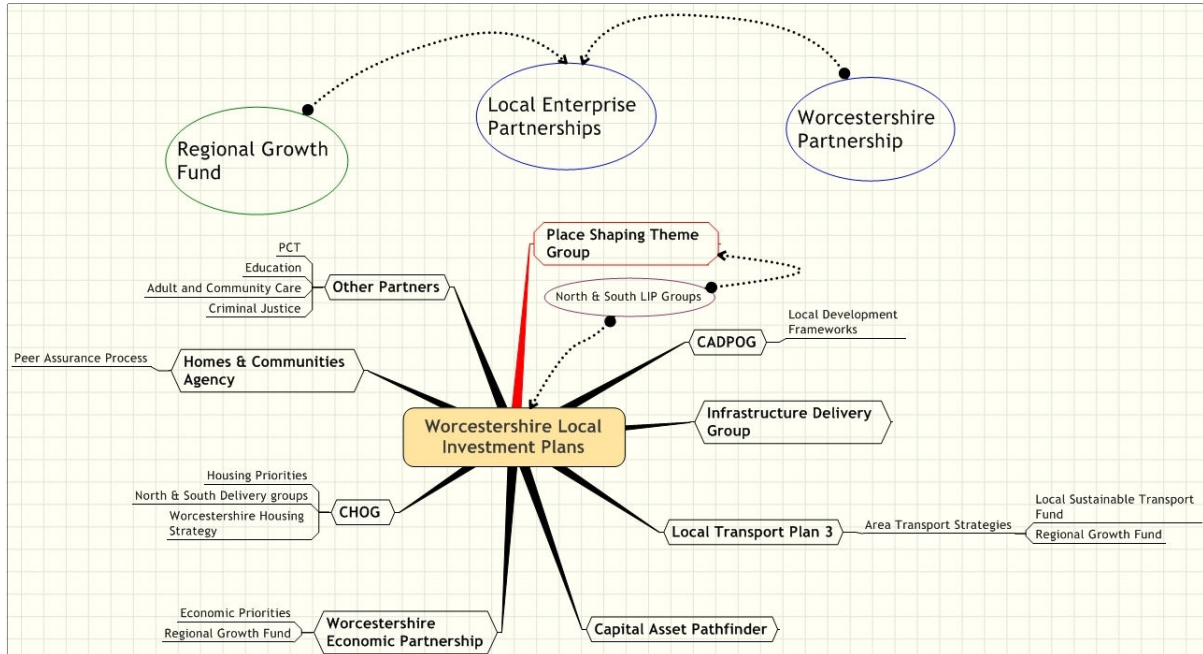 Regional Growth
Fund
Local Enterprise
Partnerships
Worcestershire
Partnership
Place Shaping Theme
Group
North & South LIP Groups
PCT
Education
Adult and Community Care
Criminal Justice
Other Partners
Local Development
Frameworks
CADPOG
Peer Assurance Process
Homes & Communities
Agency
Infrastructure Delivery
Group
Worcestershire Local
Investment Plans
Housing Priorities
North & South Delivery groups
Worcestershire Housing
Strategy
CHOG
Local Transport Plan 3
Area Transport Strategies
Local Sustainable Transport
Fund
Regional Growth Fund
Economic Priorities
Regional Growth Fund
Worcestershire
Economic Partnership
Capital Asset Pathfinder